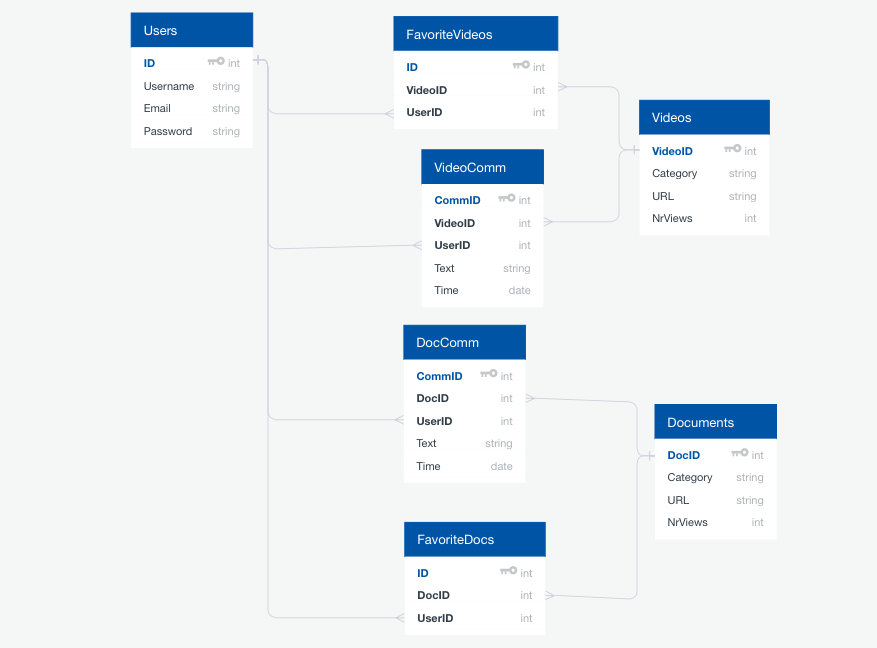 Users
ID int
Username string
Email string
Password string
FavoriteVideos
ID int
VideoID int
UserID int
Videos
VideoID int
Category string
URL string
NrViews int
VideoComm
CommID int
VideoID int
UserID int
Text string
Time date
DocComm
CommID int
DocID int
UserID int
Text string
Time date
Documents
DocID int
Category string
URL string
NrViews int
FavoriteDocs
ID int
DocID int
UserID int